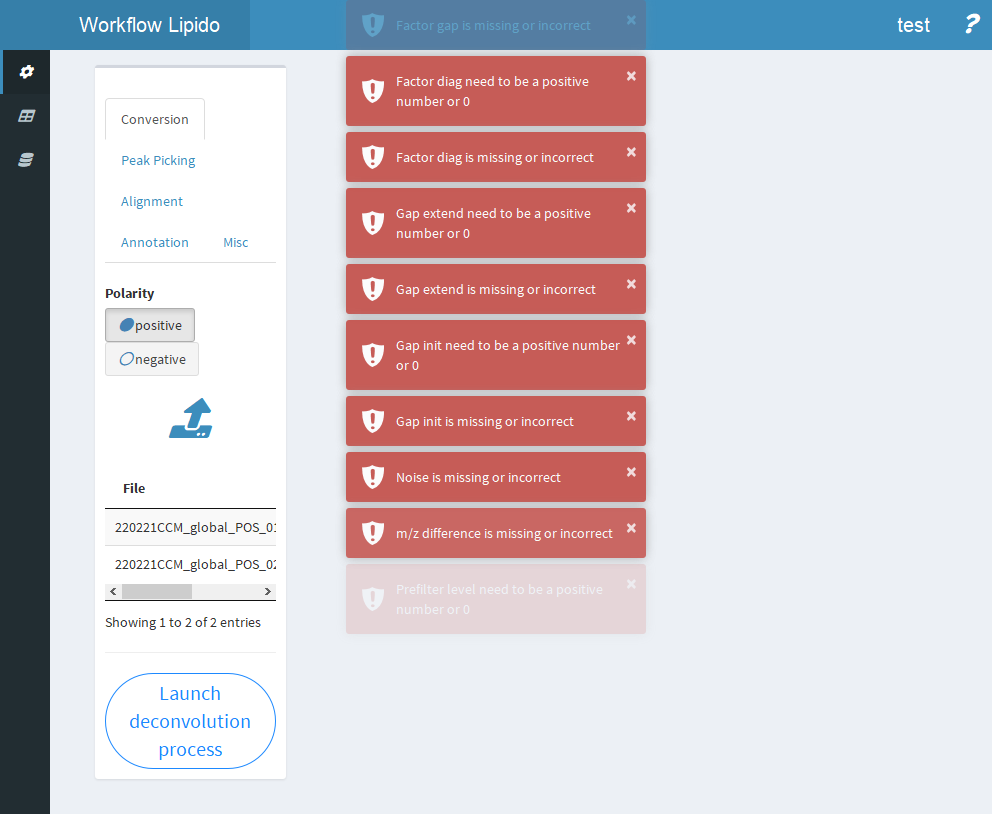 Workflow Lipido
test
?
Conversion
Peak Picking
Alignment
Annotation Misc
Polarity
positive
negative
File
220221CCM_global_POS_01
220221CCM_global_POS_02
Showing 1 to 2 of 2 entries
Launch
deconvolution
process
Factor gap is missing or incorrect
×
Factor diag need to be a positive
number or 0
×
Factor diag is missing or incorrect
×
Gap extend need to be a positive
number or 0
×
Gap extend is missing or incorrect
×
Gap init need to be a positive number
or 0
×
Gap init is missing or incorrect
×
Noise is missing or incorrect
×
m/z difference is missing or incorrect
×
Prefilter level need to be a positive
number or 0
×